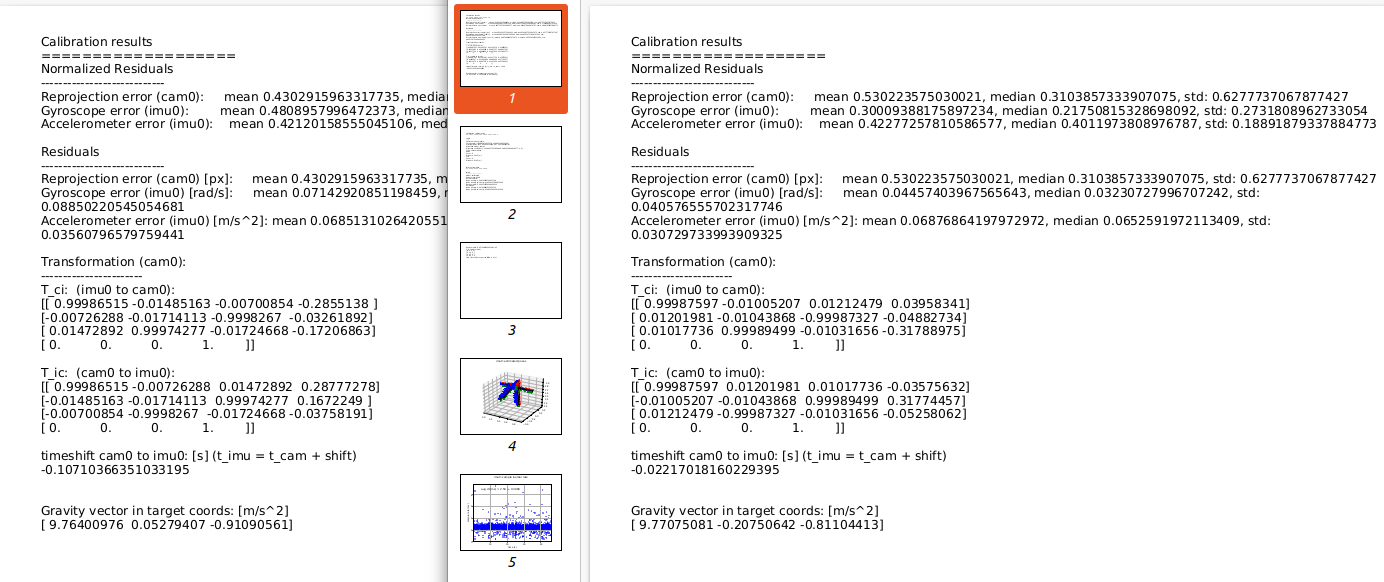 Calibration results
==================
Normalized Residuals
----------------------------
Reprojection error (cam0): mean 0.4302915963317735, median
Gyroscope error (imu0): mean 0.4808957996472373, median
Accelerometer error (imu0): mean 0.42120158555045106, med
Residuals
----------------------------
Reprojection error (cam0) [px]: mean 0.4302915963317735, m
Gyroscope error (imu0) [rad/s]: mean 0.07142920851198459, m
0.08850220545054681
Accelerometer error (imu0) [m/s^2]: mean 0.0685131026420551
0.03560796579759441
Transformation (cam0):
-----------------------
T_ci: (imu0 to cam0):
[[ 0.99986515 -0.01485163 -0.00700854 -0.2855138 ]
[-0.00726288 -0.01714113 -0.9998267 -0.03261892]
[ 0.01472892 0.99974277 -0.01724668 -0.17206863]
[ 0. 0. 0. 1. ]]
T_ic: (cam0 to imu0):
[[ 0.99986515 -0.00726288 0.01472892 0.28777278]
[-0.01485163 -0.01714113 0.99974277 0.1672249 ]
[-0.00700854 -0.9998267 -0.01724668 -0.03758191]
[ 0. 0. 0. 1. ]]
timeshift cam0 to imu0: [s] (t_imu = t_cam + shift)
-0.10710366351033195
Gravity vector in target coords: [m/s^2]
[ 9.76400976 0.05279407 -0.91090561]
1
2
3
4
5
Calibration results
==================
Normalized Residuals
----------------------------
Reprojection error (cam0): mean 0.530223575030021, median 0.3103857333907075, std: 0.6277737067877427
Gyroscope error (imu0): mean 0.3000938817589​7234, median 0.21750815328698092, std: 0.2731808962733054
Accelerometer error (imu0): mean 0.42277257810586577, median 0.4011973808976787, std: 0.18891879337884773
Residuals
----------------------------
Reprojection error (cam0) [px]: mean 0.530223575030021, median 0.3103857333907075, std: 0.6277737067877427
Gyroscope error (imu0) [rad/s]: mean 0.04457403967565643, median 0.03230727996707242, std:
0.040576555702317746
Accelerometer error (imu0) [m/s^2]: mean 0.06876864197972972, median 0.0652591972113409, std:
0.030729733993909325
Transformation (cam0):
-----------------------
T_ci: (imu0 to cam0):
[[ 0.99987597 -0.01005207 0.01212479 0.03958341]
[ 0.01201981 -0.01043868 -0.99987327 -0.04882734]
[ 0.01017736 0.99989499 -0.01031656 -0.31788975]
[ 0. 0. 0. 1. ]]
T_ic: (cam0 to imu0):
[[ 0.99987597 0.01201981 0.01017736 -0.03575632]
[-0.01005207 -0.01043868 0.99989499 0.31774457]
[ 0.01212479 -0.99987327 -0.01031656 -0.05258062]
[ 0. 0. 0. 1. ]]
timeshift cam0 to imu0: [s] (t_imu = t_cam + shift)
-0.02217018160229395
Gravity vector in target coords: [m/s^2]
[ 9.77075081 -0.20750642 -0.81104413]